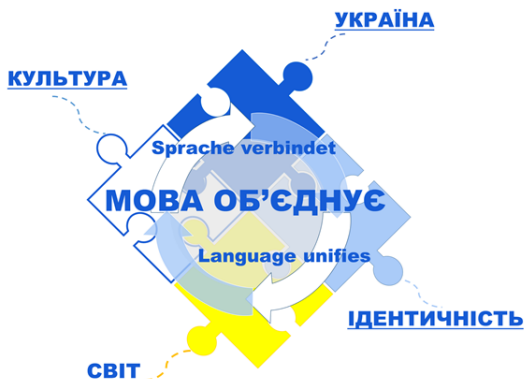 УКРАЇНА
КУЛЬТУРА
Sprache verbindet
МОВА ОБ’ЄДНУЄ
Language unifies
ІДЕНТИЧНІСТЬ
СВІТ